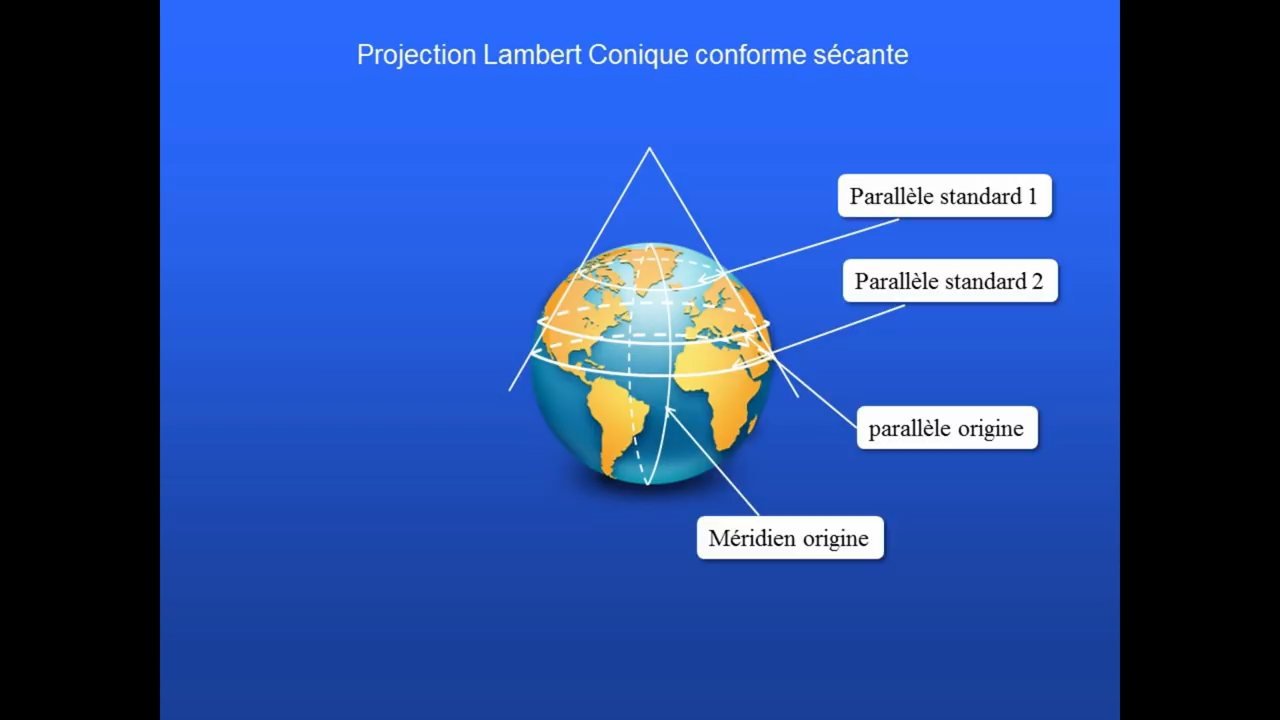 Projection Lambert Conique conforme sécante
Parallèle standard 1
Parallèle standard 2
parallèle origine
Méridien origine